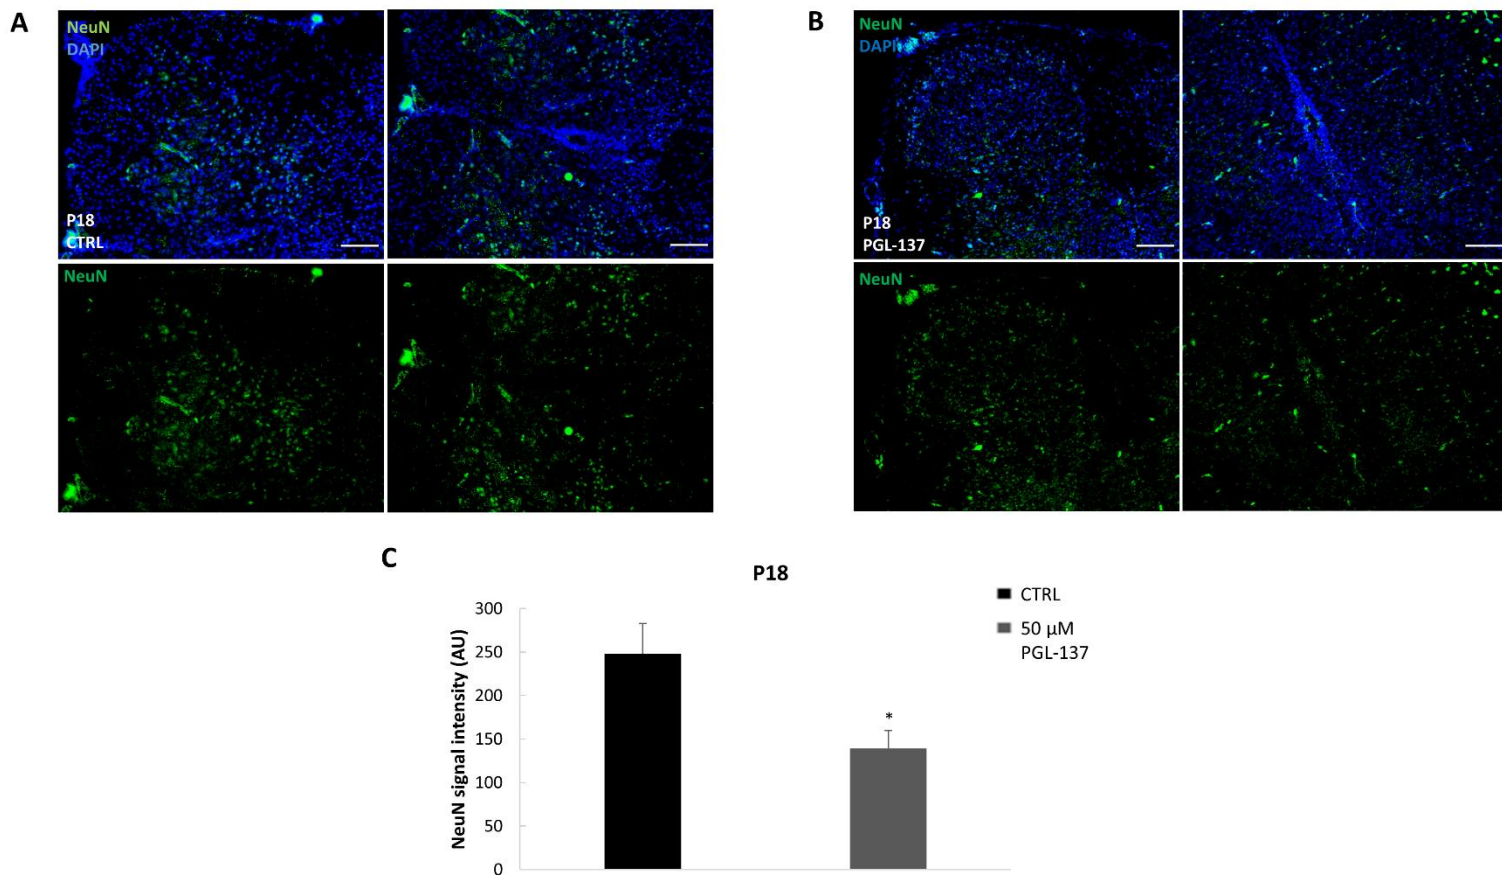 A
NeuN
DAPI
P18
CTRL
NeuN
B
NeuN
DAPI
P18
PGL-137
NeuN
C
P18
NeuN signal intensity (AU)
300
250
200
150
100
50
0
*
CTRL
50 µM
PGL-137